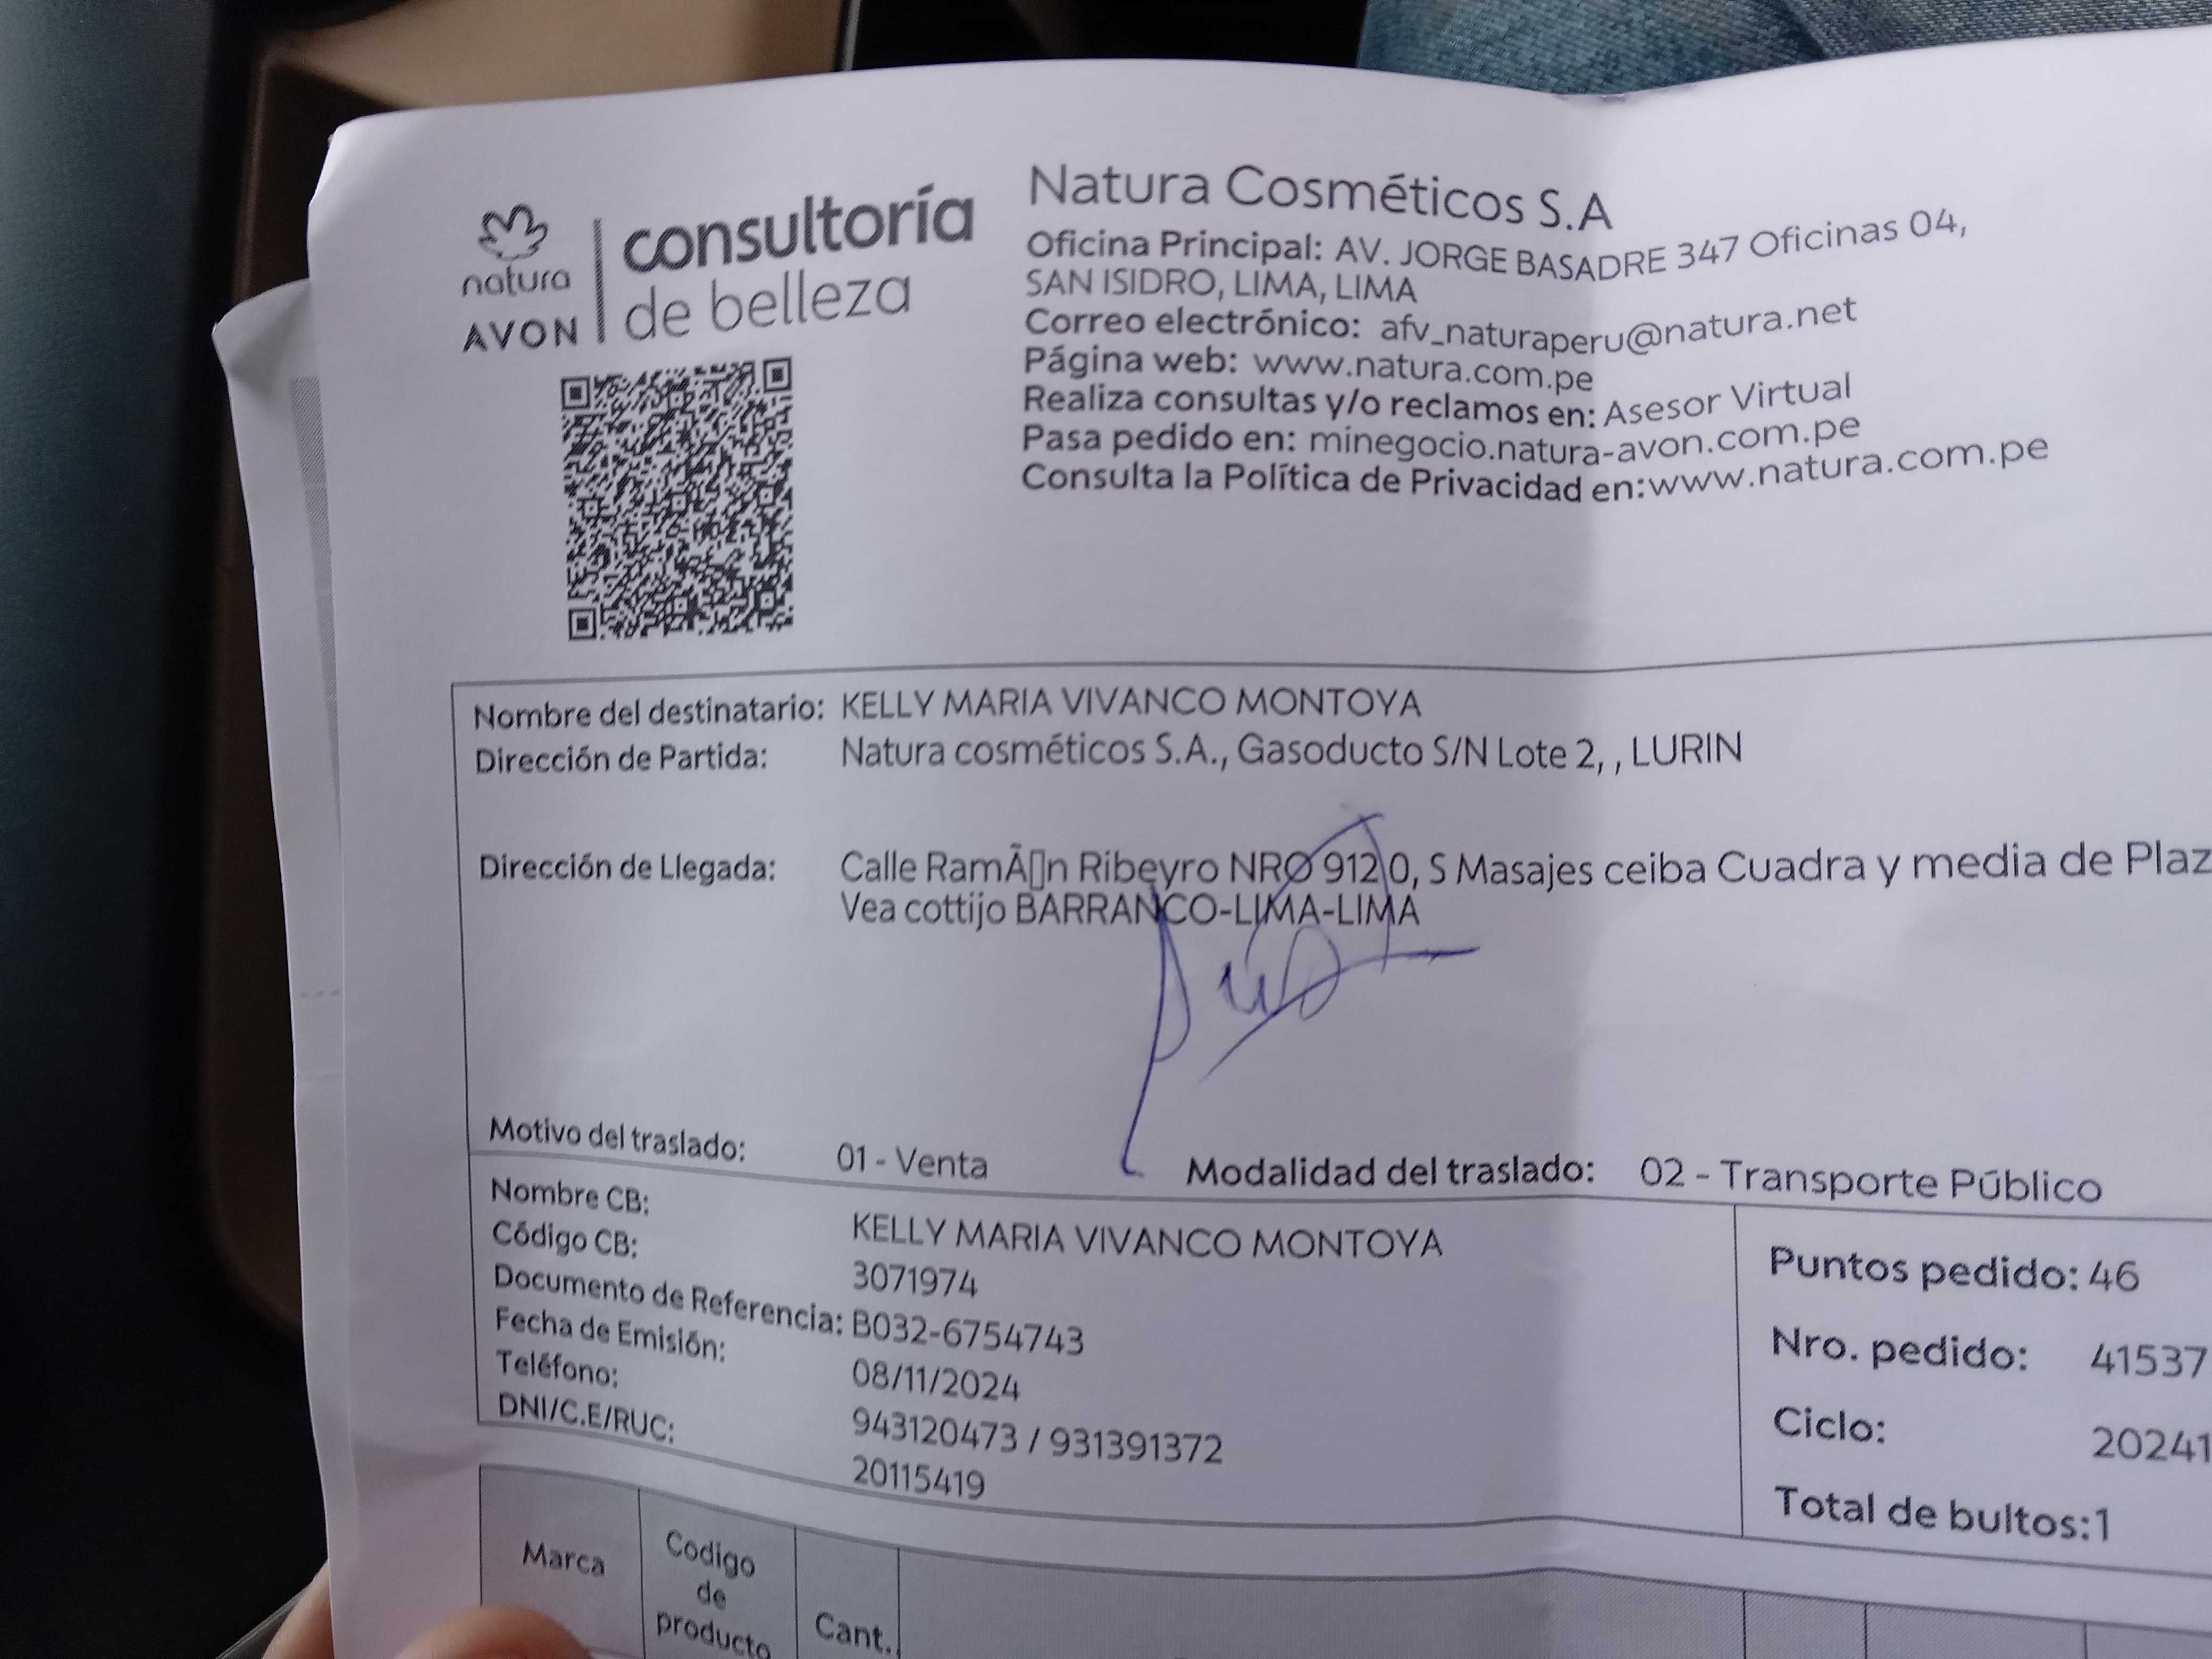 natura
AVON
consultoría
de belleza
Natura Cosméticos S.A
Oficina Principal: AV. JORGE BASADRE 347 Oficinas 04,
SAN ISIDRO, LIMA, LIMA
Correo electrónico: afv_naturaperu@natura.net
Página web: www.natura.com.pe
Realiza consultas y/o reclamos en: Asesor Virtual
Pasa pedido en: minegocio.natura-avon.com.pe
Consulta la Política de Privacidad en:www.natura.com.pe
Nombre del destinatario: KELLY MARIA VIVANCO MONTOYA
Dirección de Partida: Natura cosméticos S.A., Gasoducto S/N Lote 2, , LURIN
Dirección de Llegada: Calle RamÃ▯n Ribeyro NRO 912 0, S Masajes ceiba Cuadra y media de Plaz
Vea cottijo BARRANCO-LIMA-LIMA
Motivo del traslado: 01 - Venta Modalidad del traslado: 02 - Transporte Público
Nombre CB: KELLY MARIA VIVANCO MONTOYA
Código CB: 3071974
Documento de Referencia: B032-6754743
Fecha de Emisión: 08/11/2024
Teléfono: 943120473 / 931391372
DNI/C.E/RUC: 20115419
Puntos pedido: 46
Nro. pedido: 41537
Ciclo: 20241
Total de bultos:1
Marca
Codigo
de
producto
Cant.